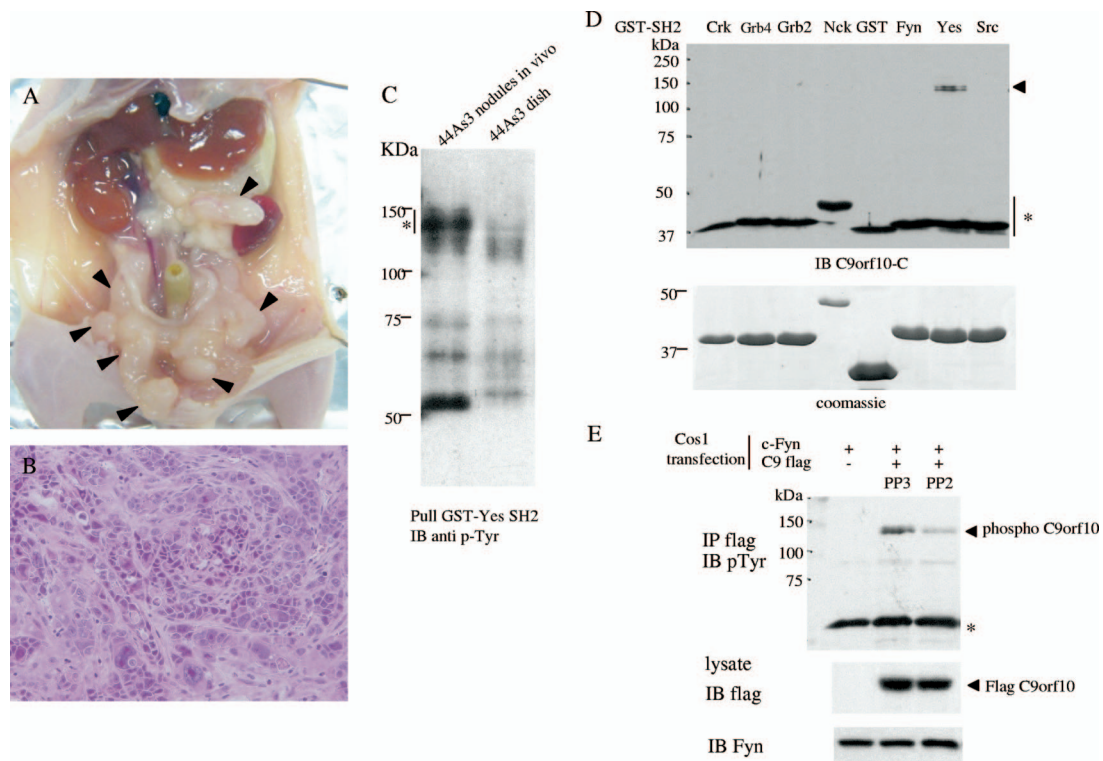 A
B
C
44As3 nodules in vivo
44As3 dish
KDa
150
*
100
75
50
Pull GST-Yes SH2
IB anti p-Tyr
D
GST-SH2 Crk Grb4 Grb2 Nck GST Fyn Yes Src
kDa
250
150
100
75
50
37
*
IB C9orf10-C
50
37
coomassie
E
Cos1
transfection
c-Fyn + + +
C9 flag - + +
PP3 PP2
kDa
150
100
75
IP flag
IB pTyr
phospho C9orf10
*
lysate
IB flag
Flag C9orf10
IB Fyn